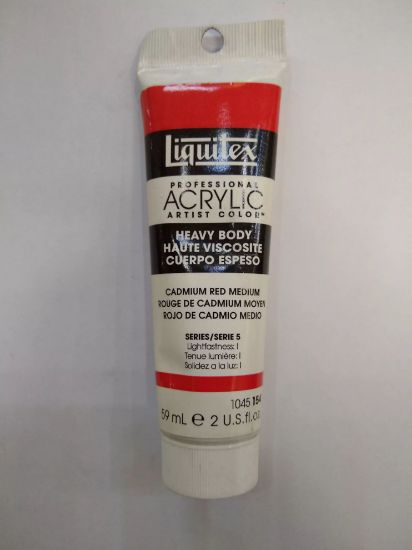 Liquitex
PROFESSIONAL
ACRYLIC
ARTIST COLOR™
HEAVY BODY
HAUTE VISCOSITE
CUERPO ESPESO
CADMIUM RED MEDIUM
ROUGE DE CADMIUM MOYEN
ROJO DE CADMIO MEDIO
SERIES/SERIE 5
Lightfastness: I
Tenue lumière: I
Solidez a la luz: I
1045 154
59 mL e 2 U.S.fl.oz